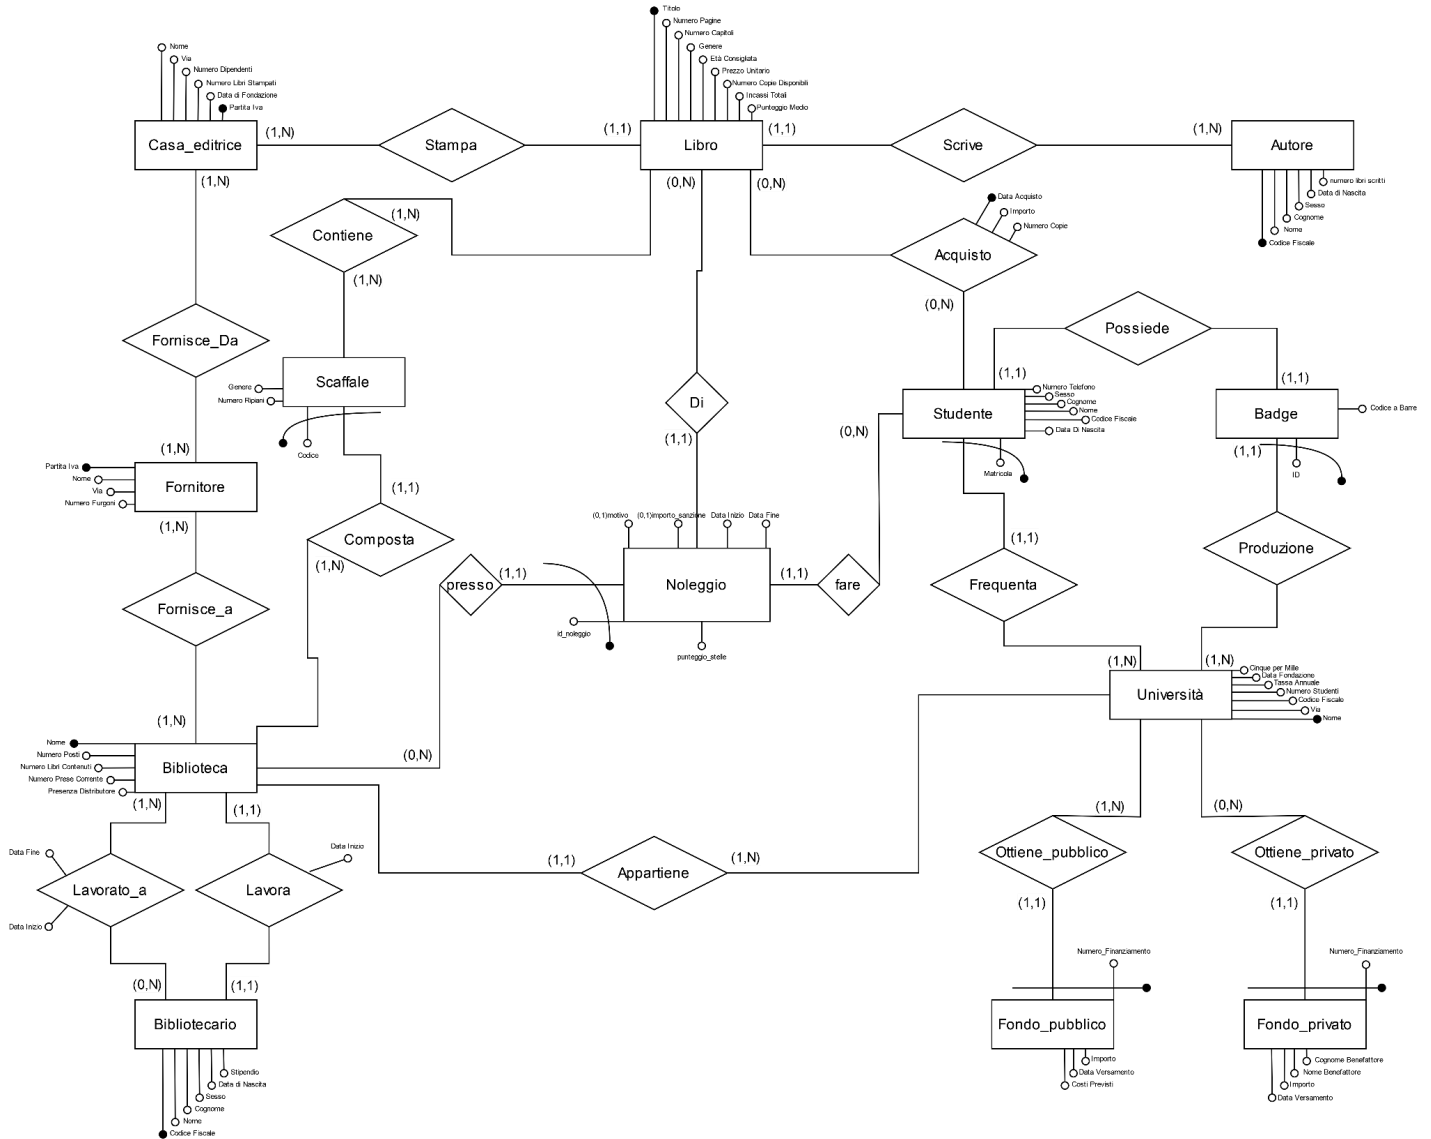 Titolo
Numero Pagine
Numero Capitoli
Genere
Età Consigliata
Prezzo Unitario
Numero Copie Disponibili
Incassi Totali
Punteggio Medio
Nome
Via
Numero Dipendenti
Numero Libri Stampati
Data di Fondazione
Partita Iva
Casa_editrice
(1,N)
Stampa
(1,1)
Libro
(1,1)
Scrive
(1,N)
Autore
(1,N)
(0,N)
(0,N)
numero libri scritti
Data di Nascita
Sesso
Cognome
Nome
Codice Fiscale
Contiene
(1,N)
(1,N)
Data Acquisto
Importo
Numero Copie
Acquisto
(0,N)
Fornisce_Da
Possiede
Scaffale
Genere
Numero Ripiani
Codice
Di
(1,1)
(1,1)
Studente
Numero Telefono
Sesso
Cognome
Nome
Codice Fiscale
Data Di Nascita
Matricola
(0,N)
(1,1)
Badge
Codice a Barre
(1,1)
ID
(1,N)
Partita Iva
Nome
Via
Numero Furgoni
Fornitore
(1,N)
(1,1)
Composta
(1,N)
(0,1)motivo
(0,1)importo_sanzione
Data Inizio
Data Fine
Noleggio
presso
(1,1)
(1,1)
fare
id_noleggio
punteggio_stelle
(1,1)
Frequenta
Produzione
Fornisce_a
(1,N)
(1,N)
(1,N)
Università
Cinque per Mille
Data Fondazione
Tassa Annuale
Numero Studenti
Codice Fiscale
Via
Nome
Nome
Numero Posti
Numero Libri Contenuti
Numero Prese Corrente
Presenza Distributore
Biblioteca
(0,N)
(1,N)
(1,1)
(1,N)
(0,N)
Data Fine
Data Inizio
Lavorato_a
Data Inizio
Lavora
(1,1)
Appartiene
(1,N)
Ottiene_pubblico
Ottiene_privato
(1,1)
(1,1)
(0,N)
(1,1)
Bibliotecario
Stipendio
Data di Nascita
Sesso
Cognome
Nome
Codice Fiscale
Numero_Finanziamento
Fondo_pubblico
Importo
Data Versamento
Costi Previsti
Numero_Finanziamento
Fondo_privato
Cognome Benefattore
Nome Benefattore
Importo
Data Versamento